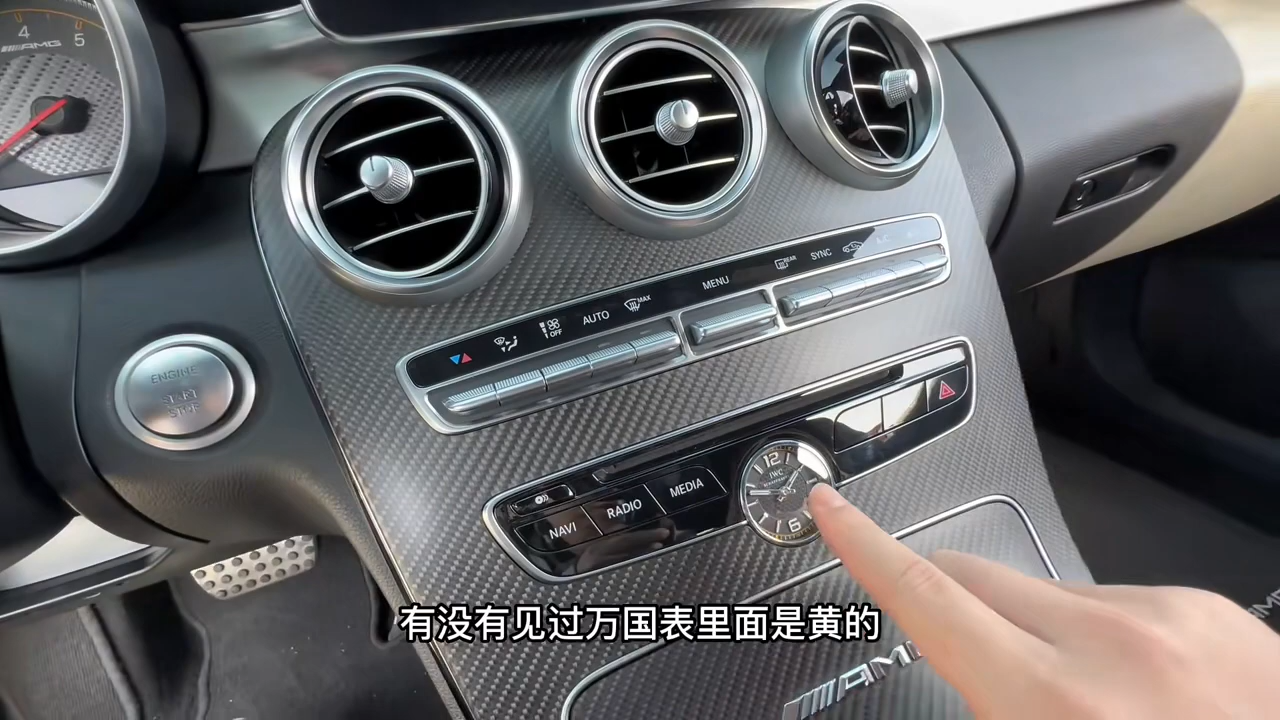 4
5
AMG
ENGINE
START
STOP
OFF
AUTO
MAX
MENU
REAR
SYNC
A/C
NAVI
RADIO
MEDIA
12
IWC
6
有没有见过万国表里面是黄的
AMG